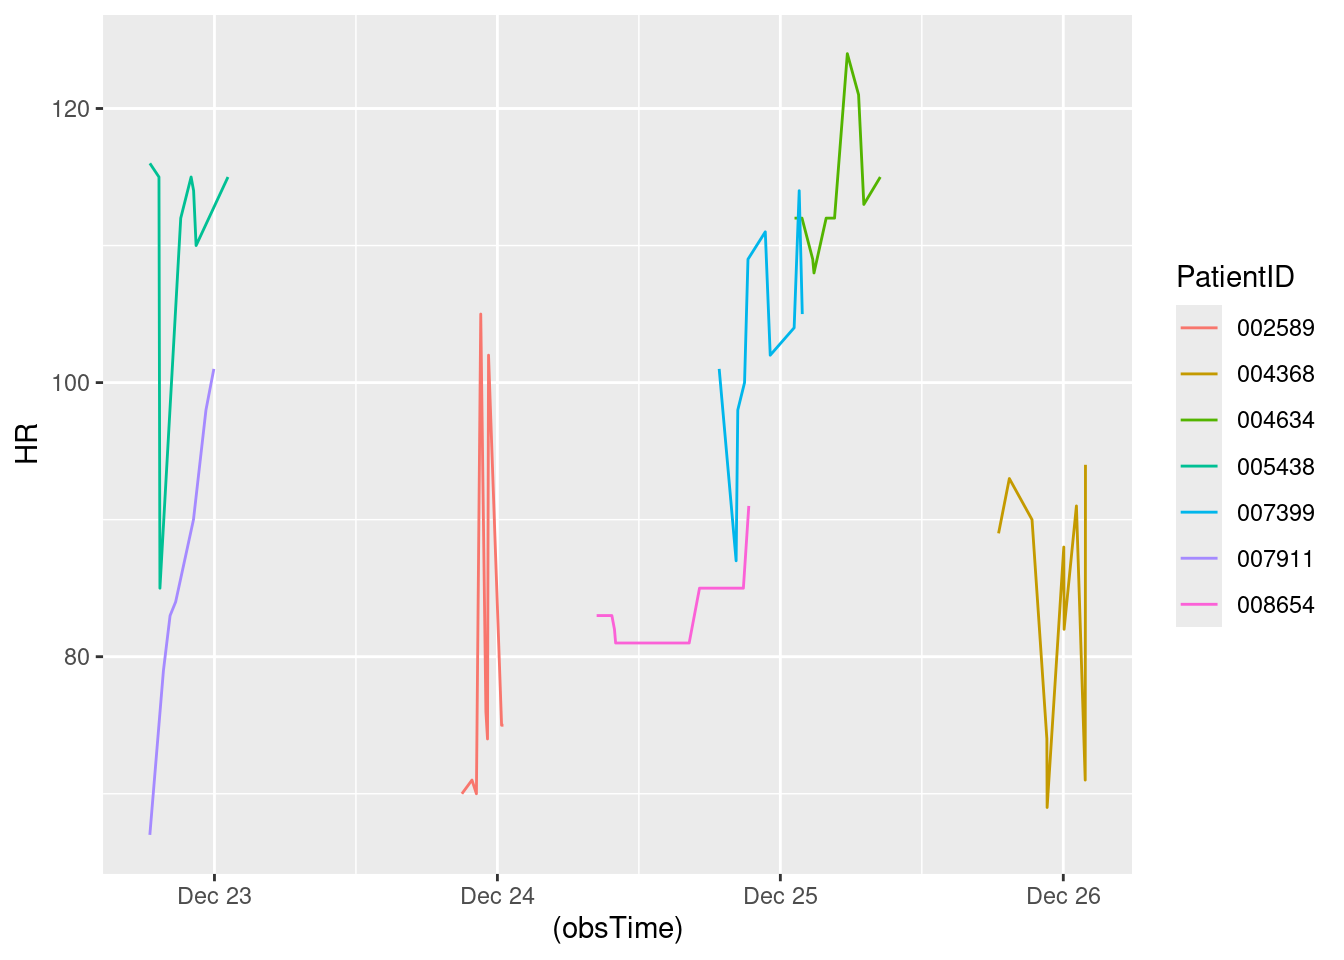 120
100
80
HR
Dec 23
Dec 24
Dec 25
Dec 26
(obsTime)
PatientID
002589
004368
004634
005438
007399
007911
008654